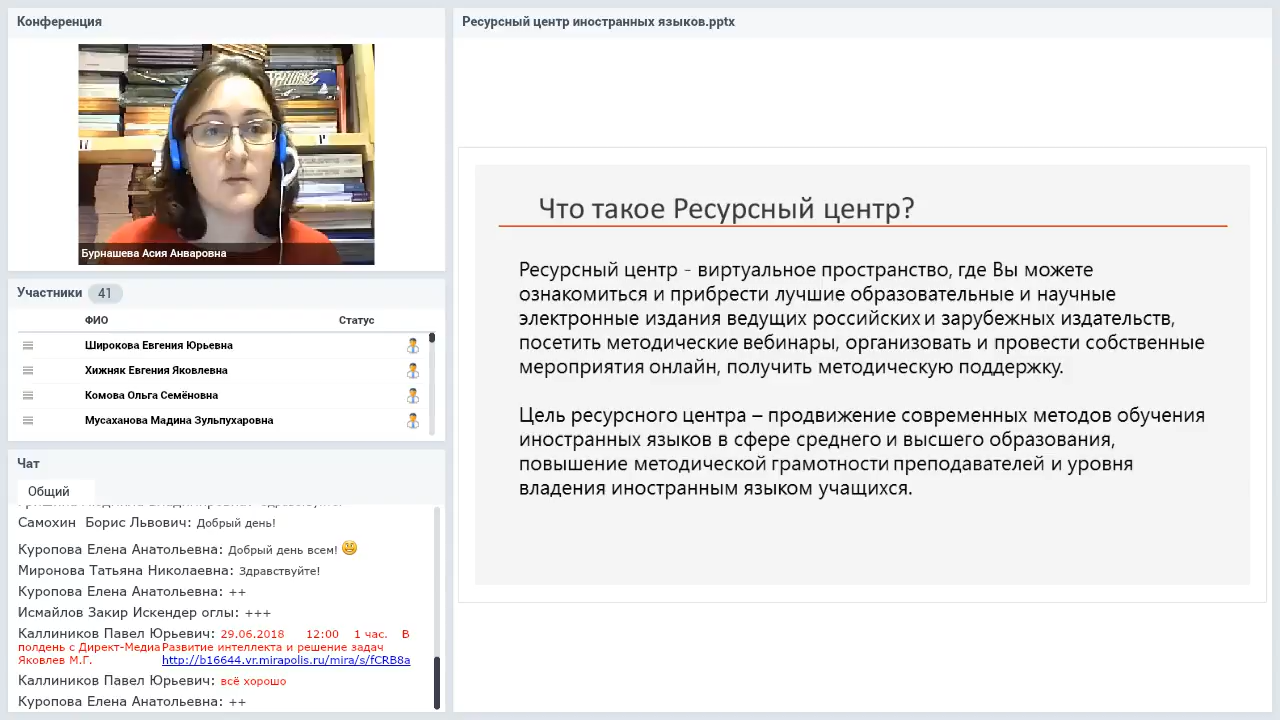 Конференция
Бурнашева Асия Анваровна
Участники 41
ФИО Статус
Широкова Евгения Юрьевна
Хижняк Евгения Яковлевна
Комова Ольга Семёновна
Мусаханова Мадина Зульпухаровна
Чат
Общий
Самохин Борис Львович: Добрый день!
Куропова Елена Анатольевна: Добрый день всем!
Миронова Татьяна Николаевна: Здравствуйте!
Куропова Елена Анатольевна: ++
Исмайлов Закир Искендер оглы: +++
Каллиников Павел Юрьевич: 29.06.2018 12:00 1 час. В
полдень с Директ-Медиа Развитие интеллекта и решение задач
Яковлев М.Г. http://b16644.vr.mirapolis.ru/mira/s/fCRB8a
Каллиников Павел Юрьевич: всё хорошо
Куропова Елена Анатольевна: ++
Ресурсный центр иностранных языков.pptx
Что такое Ресурсный центр?
Ресурсный центр - виртуальное пространство, где Вы можете
ознакомиться и прибрести лучшие образовательные и научные
электронные издания ведущих российских и зарубежных издательств,
посетить методические вебинары, организовать и провести собственные
мероприятия онлайн, получить методическую поддержку.
Цель ресурсного центра – продвижение современных методов обучения
иностранных языков в сфере среднего и высшего образования,
повышение методической грамотности преподавателей и уровня
владения иностранным языком учащихся.